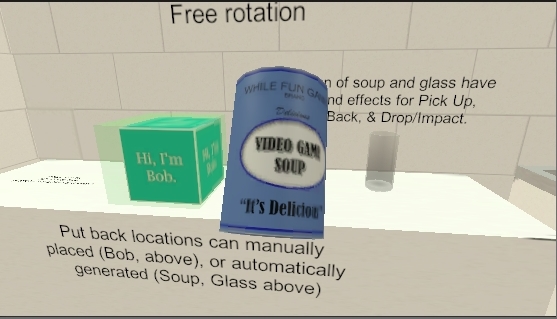 Free rotation
n of soup and glass have
nd effects for Pick Up,
Back, & Drop/Impact.
WHILE FUN GA
Delicious
VIDEO GAM
SOUP
"It's Delicious"
Hi, I'm
Bob.
Put back locations can manually
placed (Bob, above), or automatically
generated (Soup, Glass above)